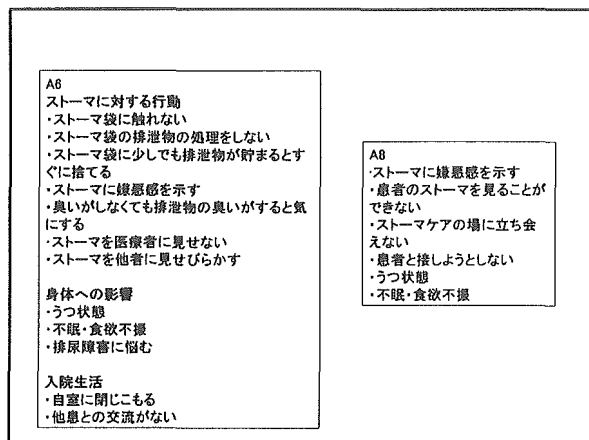 A6
ストーマに対する行動
・ストーマ袋に触れない
・ストーマ袋の排泄物の処理をしない
・ストーマ袋に少しでも排泄物が貯まるとす
ぐに捨てる
・ストーマに嫌悪感を示す
・臭いがしなくても排泄物の臭いがすると気
にする
・ストーマを医療者に見せない
・ストーマを他者に見せびらかす
身体への影響
・うつ状態
・不眠・食欲不振
・排尿障害に悩む
入院生活
・自室に閉じこもる
・他患との交流がない
A8
・ストーマに嫌悪感を示す
・患者のストーマを見ることが
できない
・ストーマケアの場に立ち会
えない
・患者と接しようとしない
・うつ状態
・不眠・食欲不振